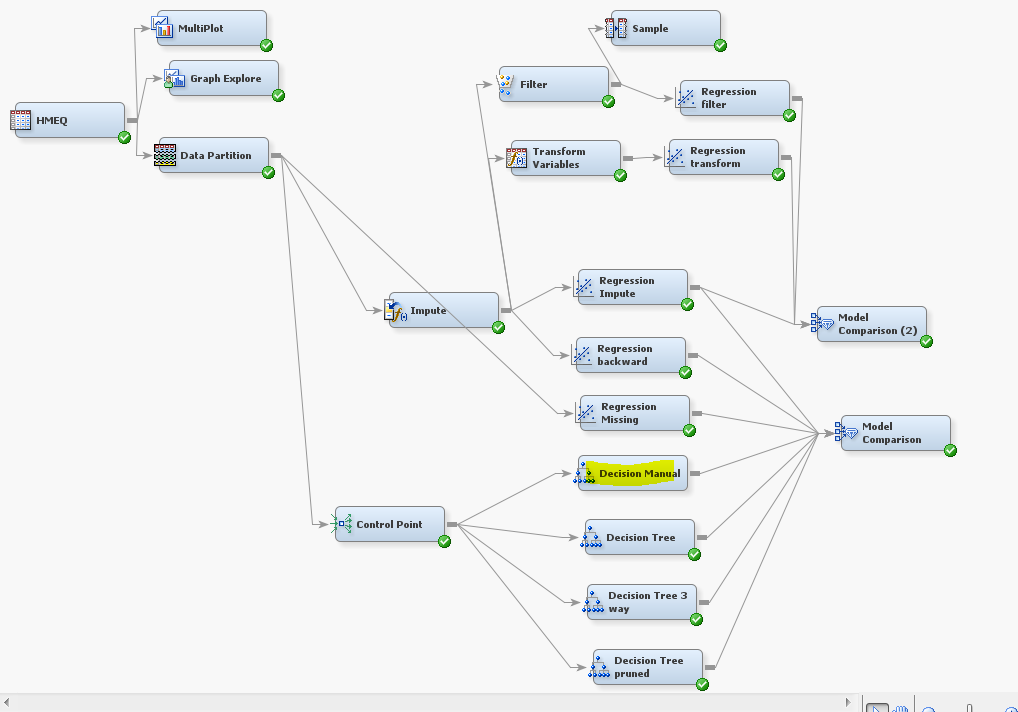 MultiPlot
Graph Explore
HMEQ
Data Partition
Sample
Filter
Regression
filter
Transform
Variables
Regression
transform
Impute
Regression
Impute
Regression
backward
Regression
Missing
Model
Comparison (2)
Model
Comparison
Decision Manual
Control Point
Decision Tree
Decision Tree 3
way
Decision Tree
pruned